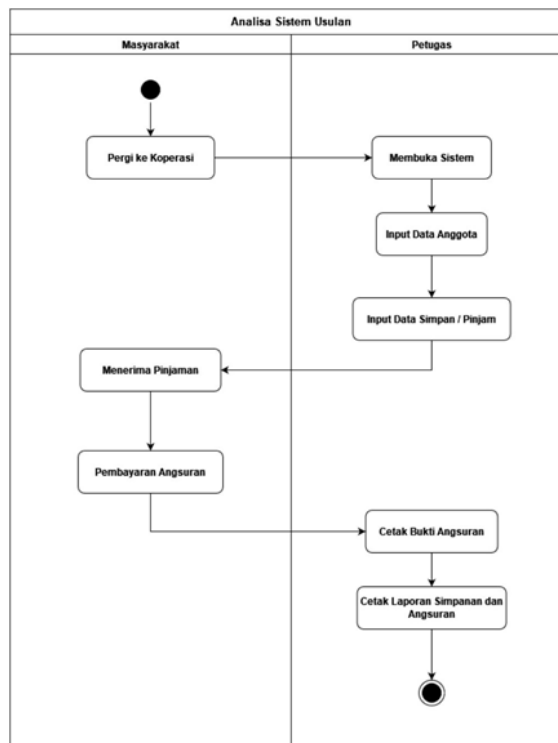 Analisa Sistem Usulan
Masyarakat
Petugas
Pergi ke Koperasi
Membuka Sistem
Input Data Anggota
Input Data Simpan / Pinjam
Menerima Pinjaman
Pembayaran Angsuran
Cetak Bukti Angsuran
Cetak Laporan Simpanan dan
Angsuran